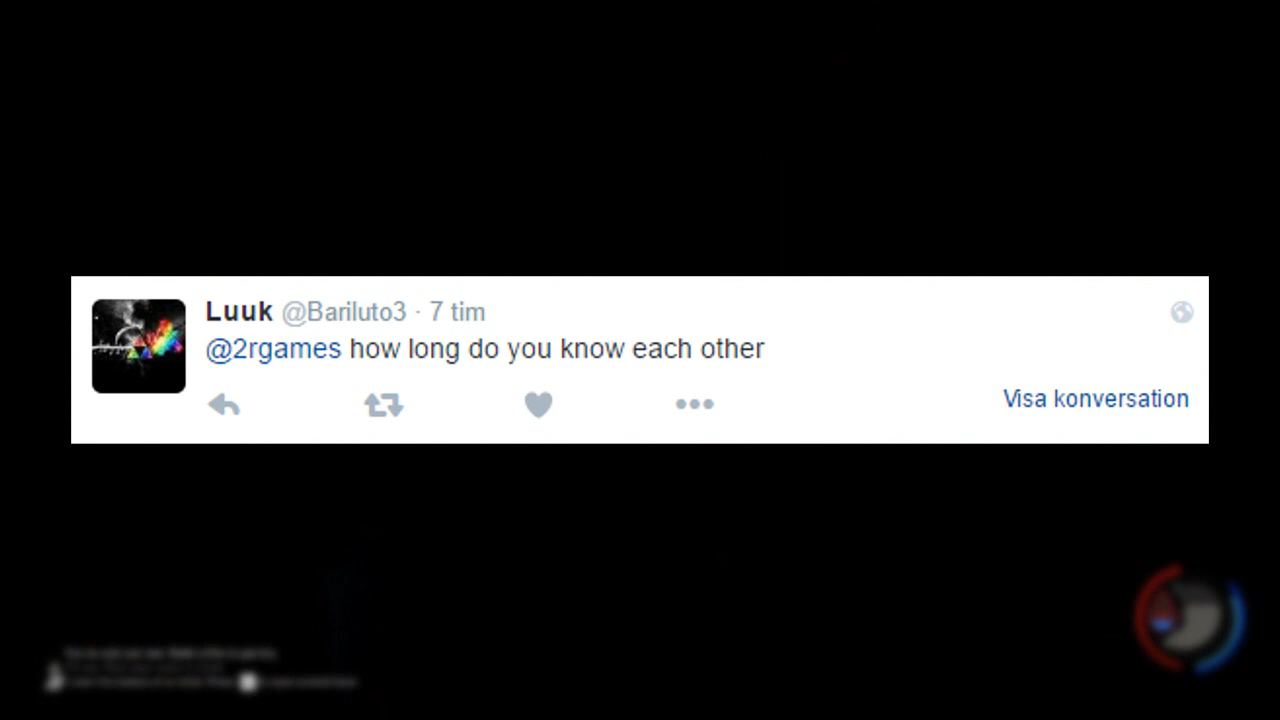 Luuk @Bariluto3 · 7 tim
@2rgames how long do you know each other
Visa konversation